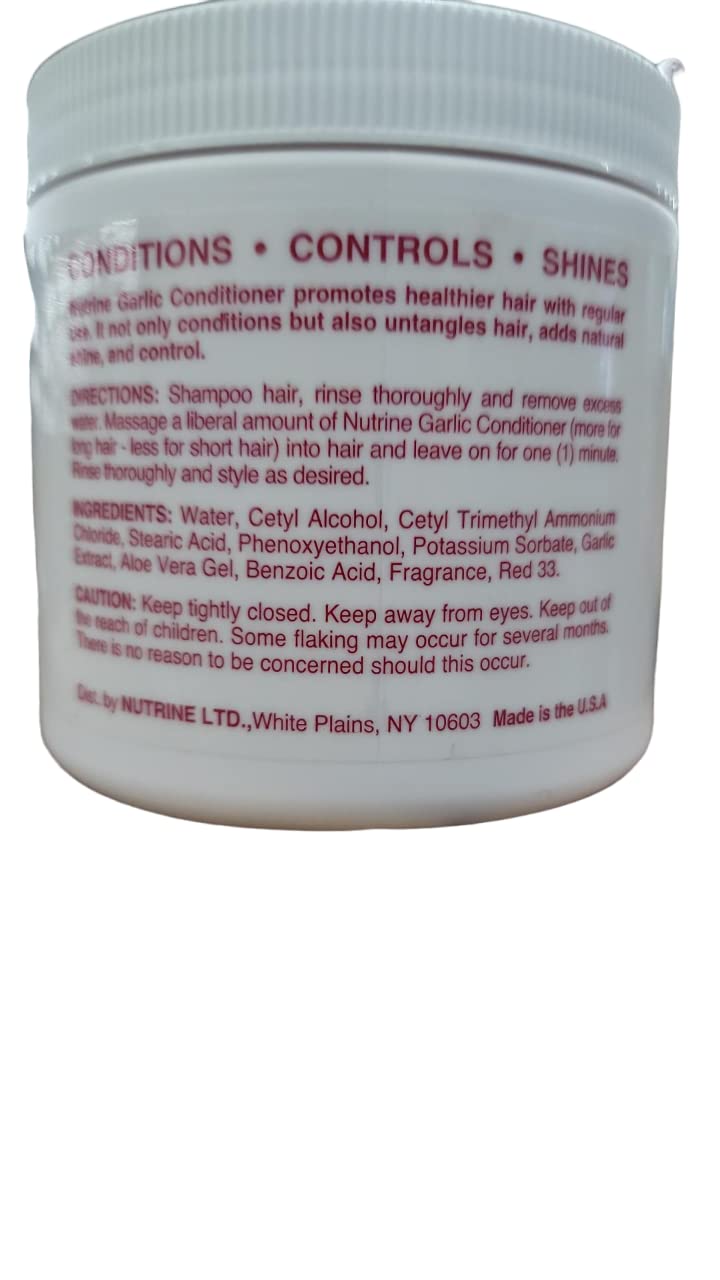 CONDITIONS • CONTROLS • SHINES
Nutrine Garlic Conditioner promotes healthier hair with regular
use. It not only conditions but also untangles hair, adds natural
shine, and control.
DIRECTIONS: Shampoo hair, rinse thoroughly and remove excess
water. Massage a liberal amount of Nutrine Garlic Conditioner (more for
long hair - less for short hair) into hair and leave on for one (1) minute.
Rinse thoroughly and style as desired.
INGREDIENTS: Water, Cetyl Alcohol, Cetyl Trimethyl Ammonium
Chloride, Stearic Acid, Phenoxyethanol, Potassium Sorbate, Garlic
Extract, Aloe Vera Gel, Benzoic Acid, Fragrance, Red 33.
CAUTION: Keep tightly closed. Keep away from eyes. Keep out of
the reach of children. Some flaking may occur for several months.
There is no reason to be concerned should this occur.
Dist. by NUTRINE LTD.,White Plains, NY 10603 Made is the U.S.A